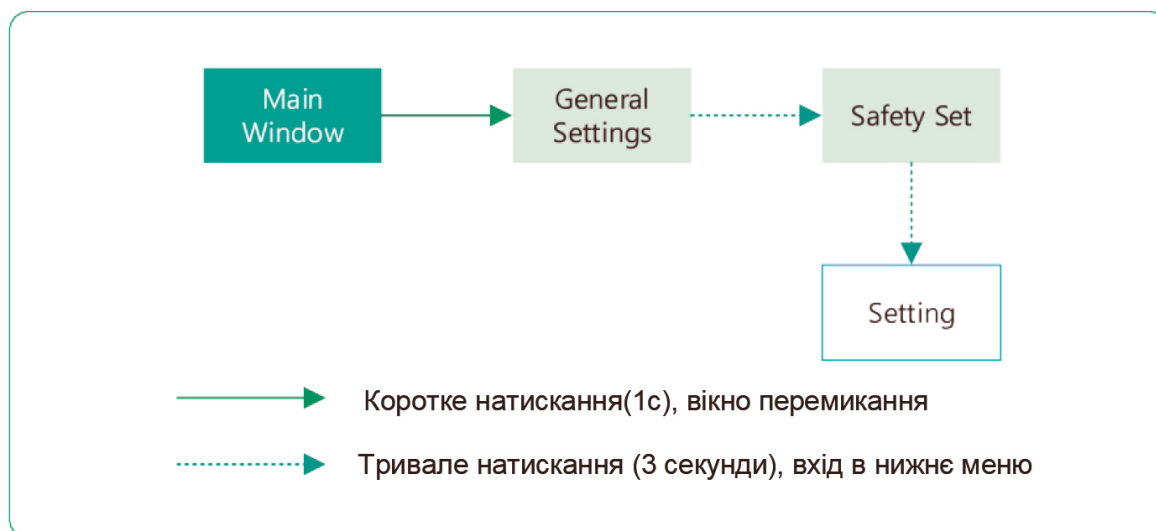 Main
Window
General
Settings
Safety Set
Setting
Коротке натискання(1с), вікно перемикання
Тривале натискання (3 секунди), вхід в нижнє меню